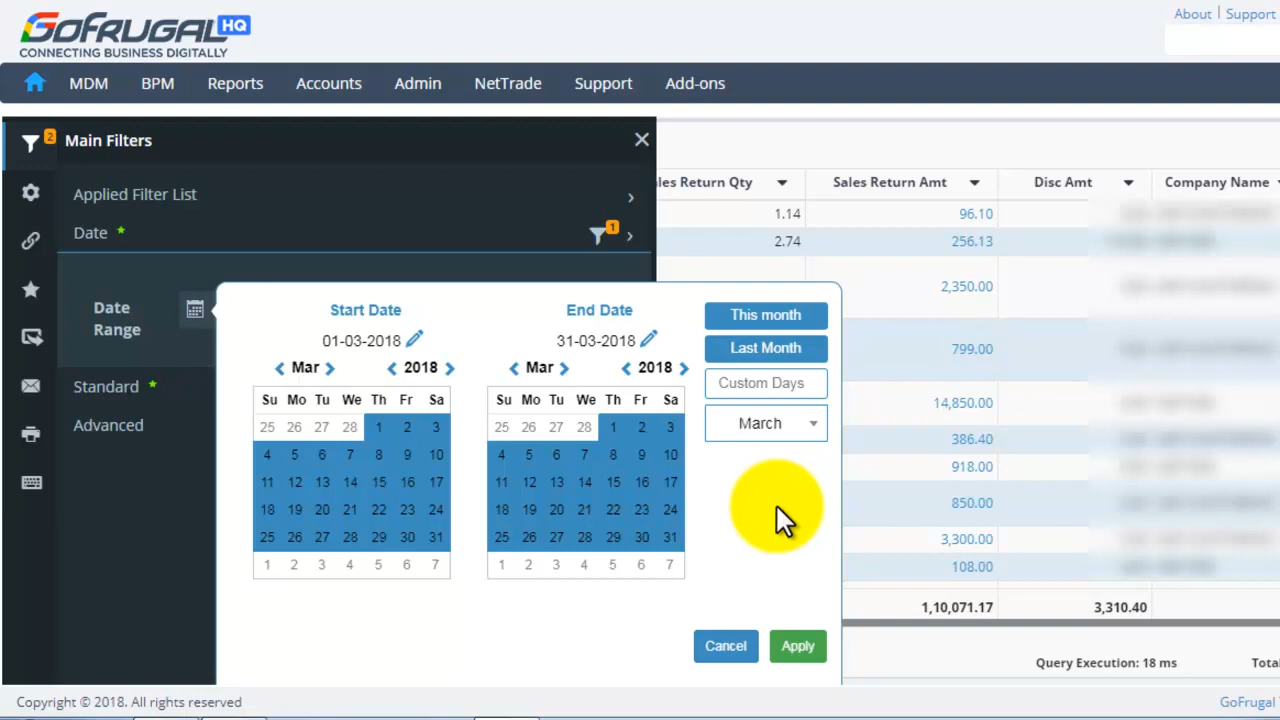 GOFRUGAL HQ
CONNECTING BUSINESS DIGITALLY
About | Support
MDM BPM Reports Accounts Admin NetTrade Support Add-ons
2 Main Filters
Applied Filter List
Date * 1
Date
Range
Standard *
Advanced
Start Date
01-03-2018
Mar 2018
Su Mo Tu We Th Fr Sa
25 26 27 28 1 2 3
4 5 6 7 8 9 10
11 12 13 14 15 16 17
18 19 20 21 22 23 24
25 26 27 28 29 30 31
1 2 3 4 5 6 7
End Date
31-03-2018
Mar 2018
Su Mo Tu We Th Fr Sa
25 26 27 28 1 2 3
4 5 6 7 8 9 10
11 12 13 14 15 16 17
18 19 20 21 22 23 24
25 26 27 28 29 30 31
1 2 3 4 5 6 7
This month
Last Month
Custom Days
March
Cancel Apply
les Return Qty Sales Return Amt Disc Amt Company Name
1.14 96.10
2.74 256.13
2,350.00
799.00
14,850.00
386.40
918.00
850.00
3,300.00
108.00
1,10,071.17 3,310.40
Query Execution: 18 ms Tota
Copyright © 2018. All rights reserved
GoFrugal